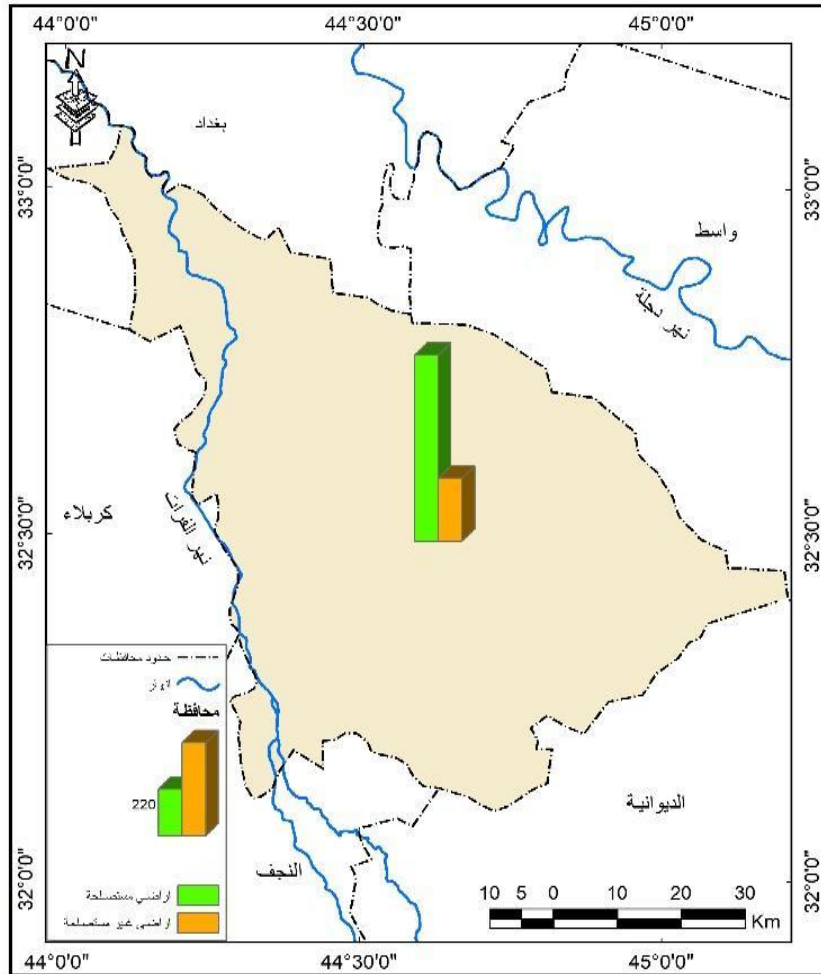 44°0'0" 44°30'0" 45°0'0"
N
بغداد
33°0'0"
33°0'0"
واسط
نهر دجلة
كربلاء
نهر الفرات
32°30'0"
32°30'0"
حدود محافظات
انهار
محافظة
220
الديوانية
النجف
اراضي مستصلحة
اراضي غير مستصلحة
32°0'0"
32°0'0"
10 5 0 10 20 30
Km
44°0'0" 44°30'0" 45°0'0"